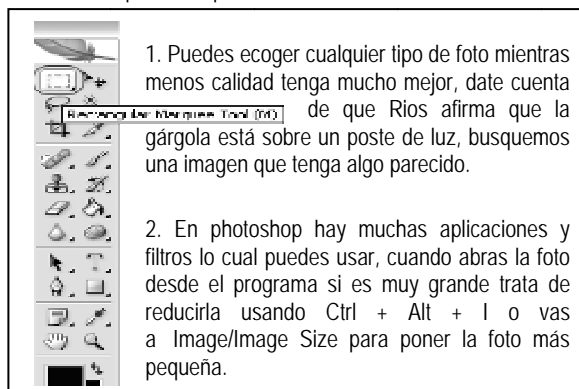 1. Puedes ecoger cualquier tipo de foto mientras
menos calidad tenga mucho mejor, date cuenta
de que Rios afirma que la
gárgola está sobre un poste de luz, busquemos
una imagen que tenga algo parecido.
Rectangular Marquee Tool (M)
2. En photoshop hay muchas aplicaciones y
filtros lo cual puedes usar, cuando abras la foto
desde el programa si es muy grande trata de
reducirla usando Ctrl + Alt + I o vas
a Image/Image Size para poner la foto más
pequeña.